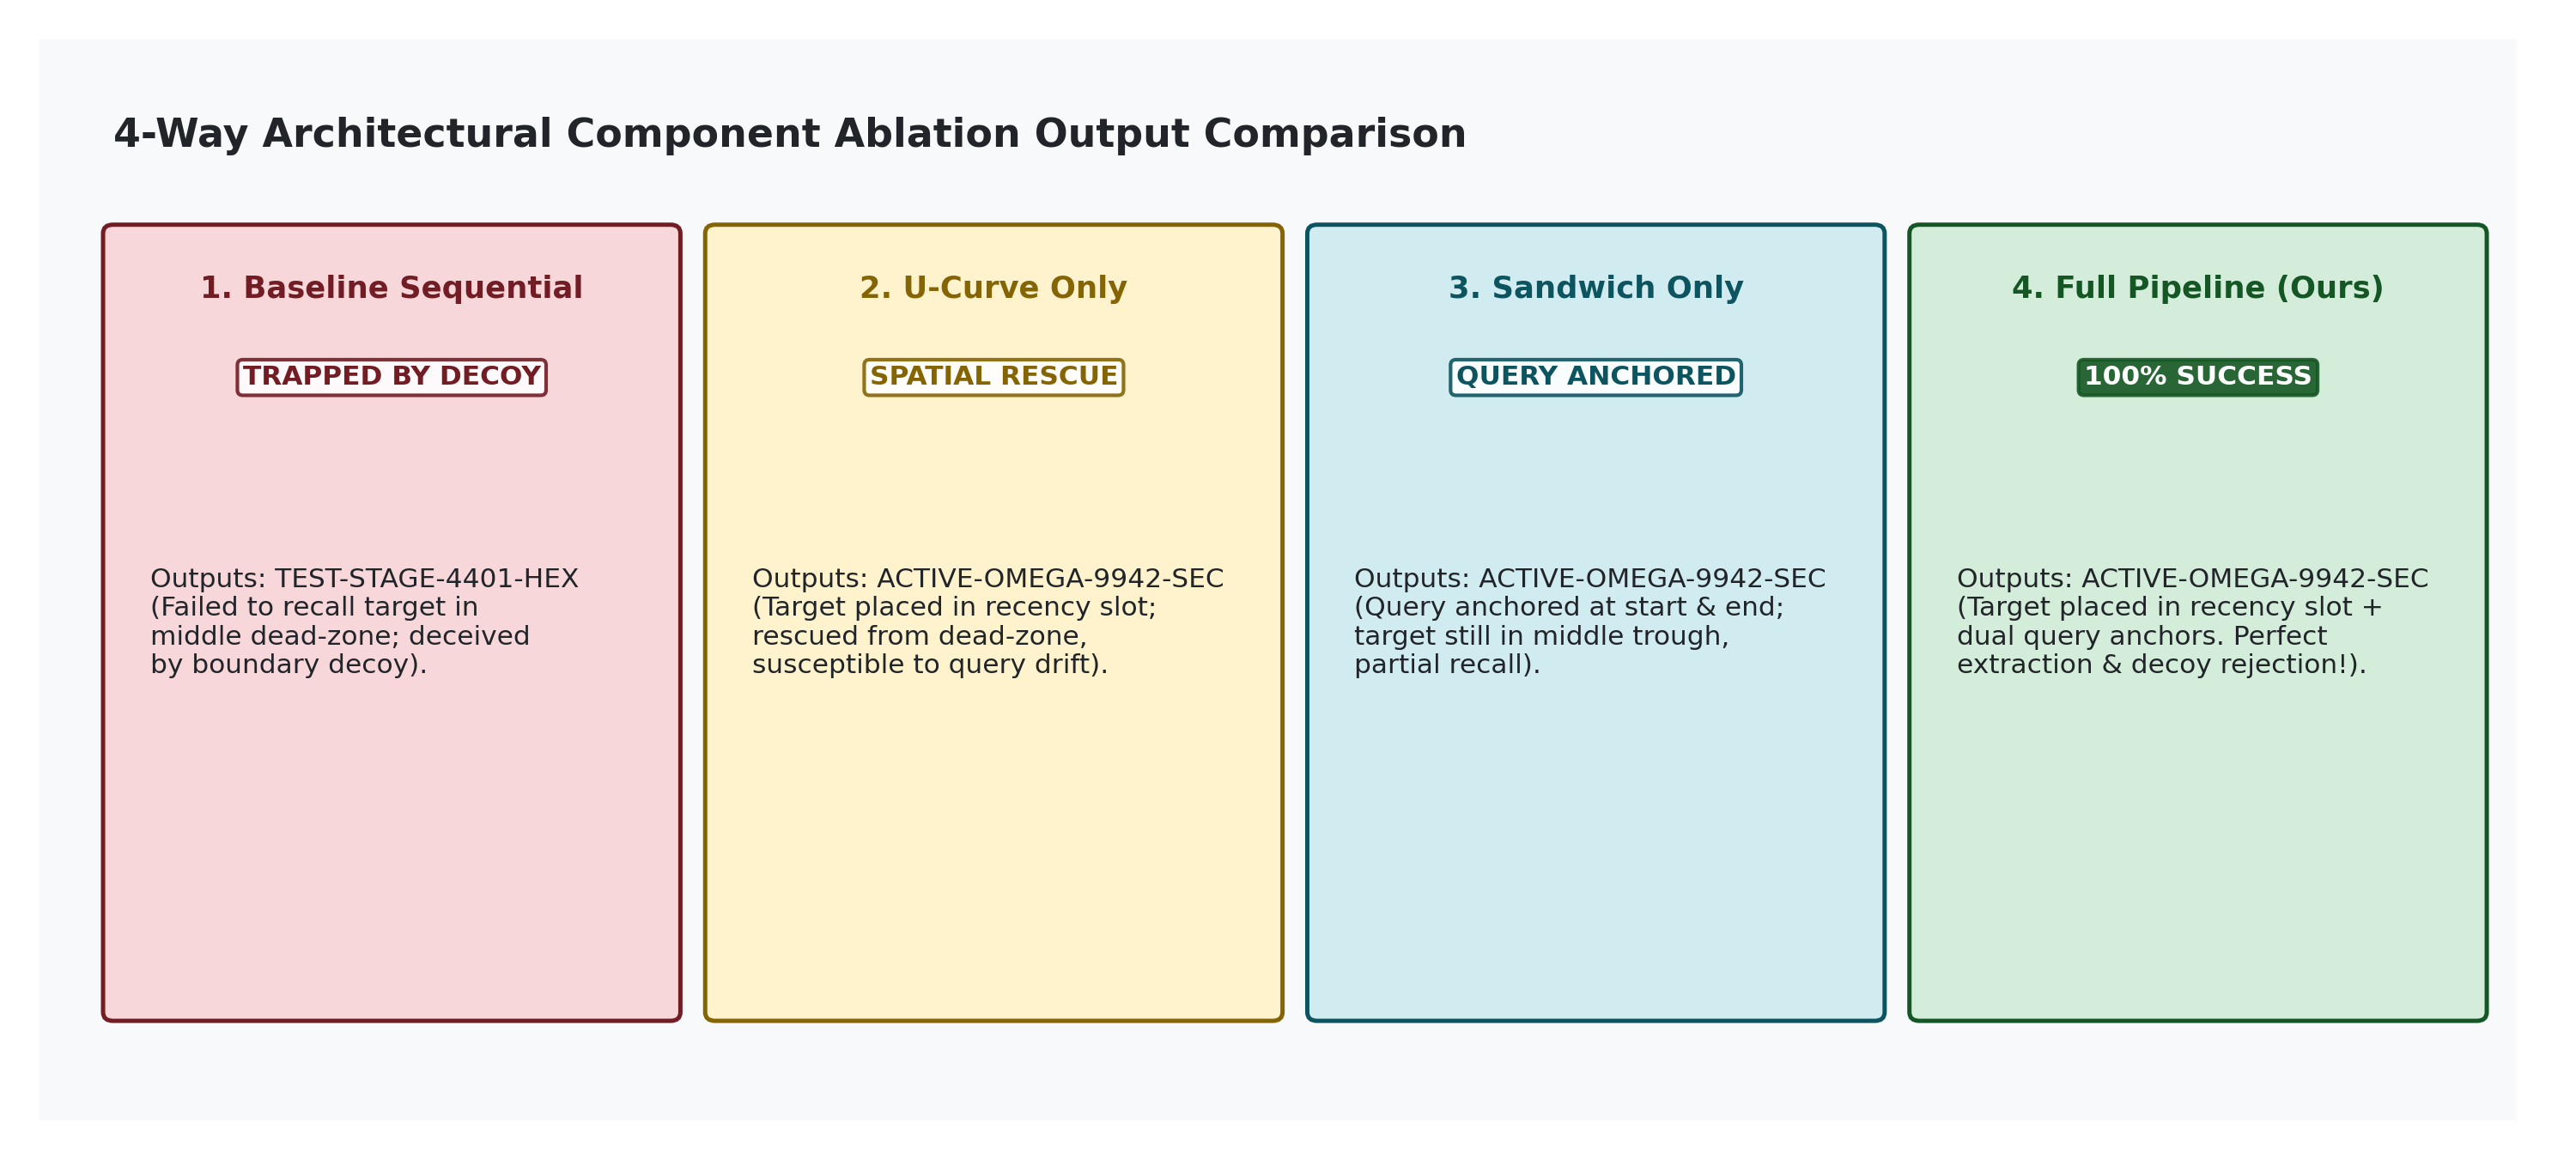 4-Way Architectural Component Ablation Output Comparison
1. Baseline Sequential
TRAPPED BY DECOY
Outputs: TEST-STAGE-4401-HEX
(Failed to recall target in
middle dead-zone; deceived
by boundary decoy).
2. U-Curve Only
SPATIAL RESCUE
Outputs: ACTIVE-OMEGA-9942-SEC
(Target placed in recency slot;
rescued from dead-zone,
susceptible to query drift).
3. Sandwich Only
QUERY ANCHORED
Outputs: ACTIVE-OMEGA-9942-SEC
(Query anchored at start & end;
target still in middle trough,
partial recall).
4. Full Pipeline (Ours)
100% SUCCESS
Outputs: ACTIVE-OMEGA-9942-SEC
(Target placed in recency slot +
dual query anchors. Perfect
extraction & decoy rejection!).